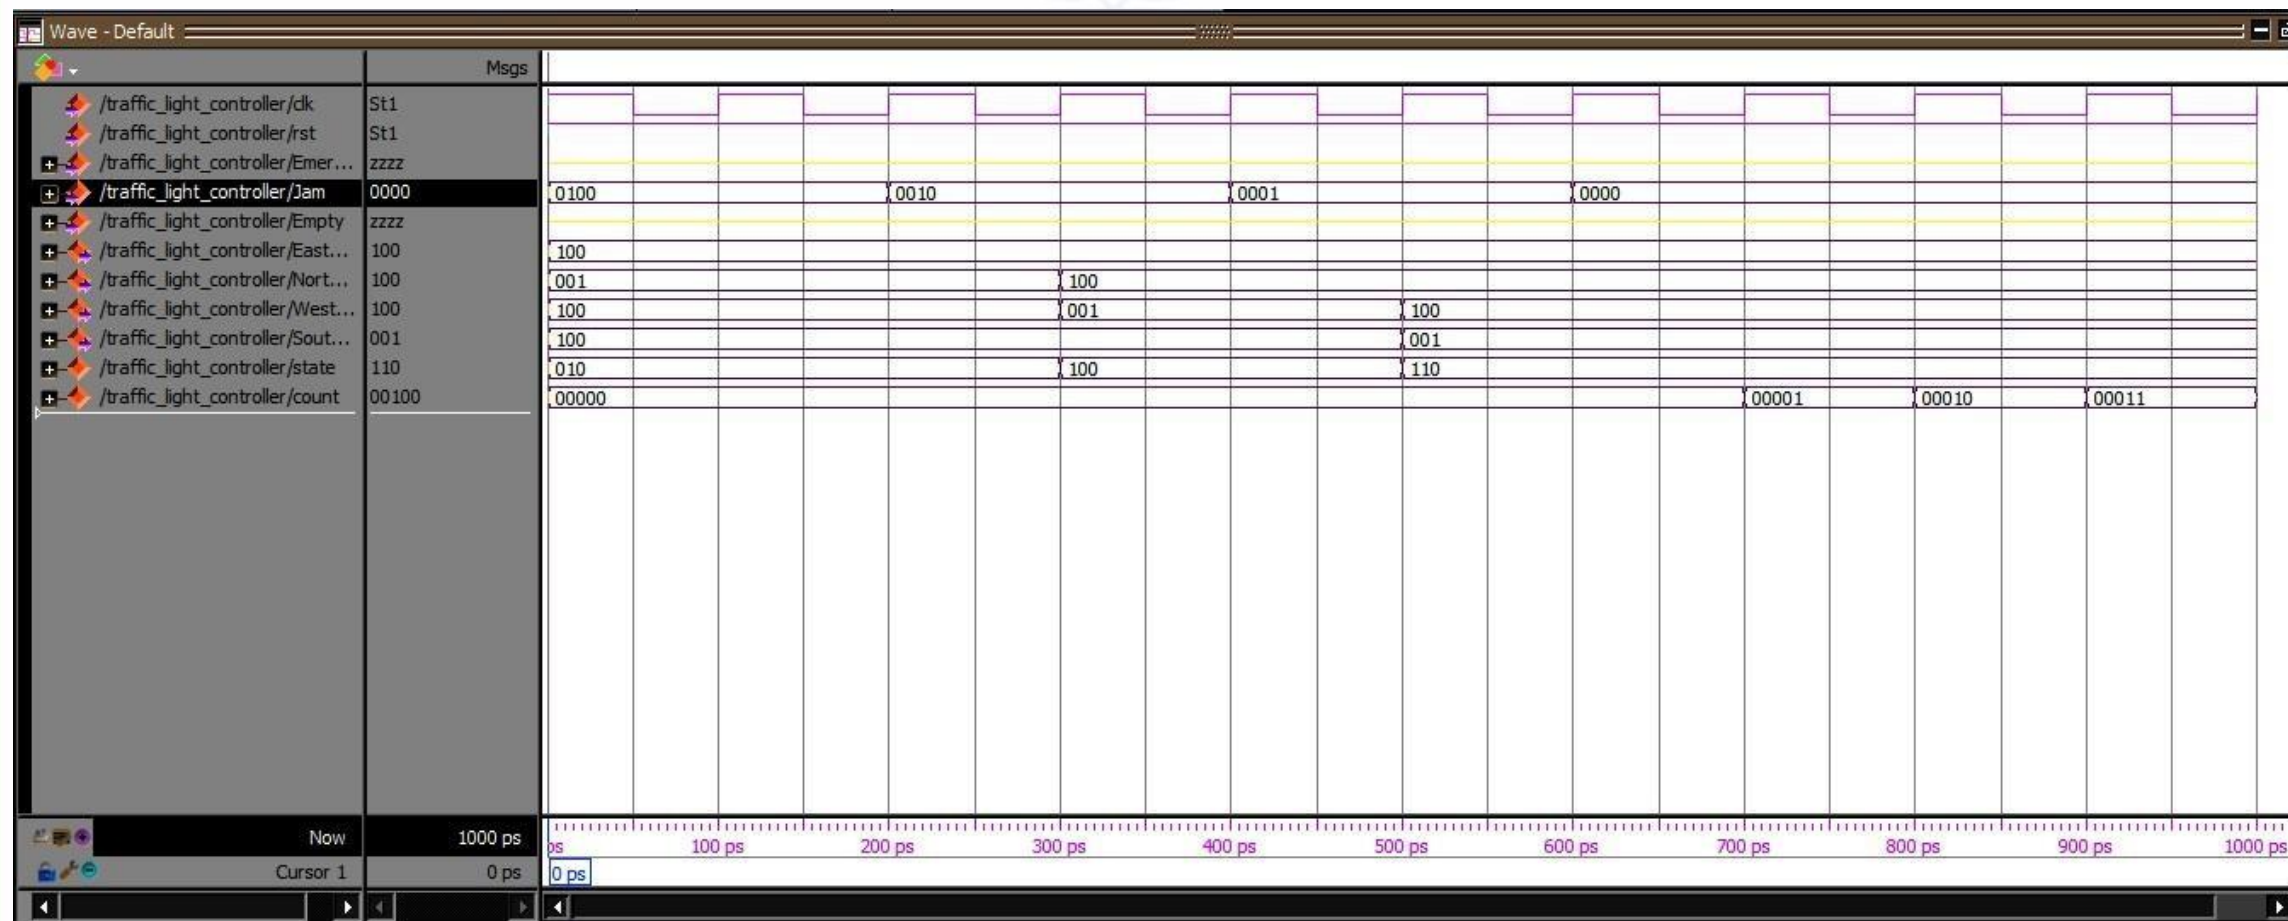 Wave - Default
Msgs
/traffic_light_controller/clk St1
/traffic_light_controller/rst St1
/traffic_light_controller/Emer... zzzz
/traffic_light_controller/Jam 0000 0100 0010 0001 0000
/traffic_light_controller/Empty zzzz
/traffic_light_controller/East... 100 100
/traffic_light_controller/Nort... 100 001 100
/traffic_light_controller/West... 100 100 001 100
/traffic_light_controller/Sout... 001 100 001
/traffic_light_controller/state 110 010 100 110
/traffic_light_controller/count 00100 00000 00001 00010 00011
Now 1000 ps ps 100 ps 200 ps 300 ps 400 ps 500 ps 600 ps 700 ps 800 ps 900 ps 1000 ps
Cursor 1 0 ps 0 ps